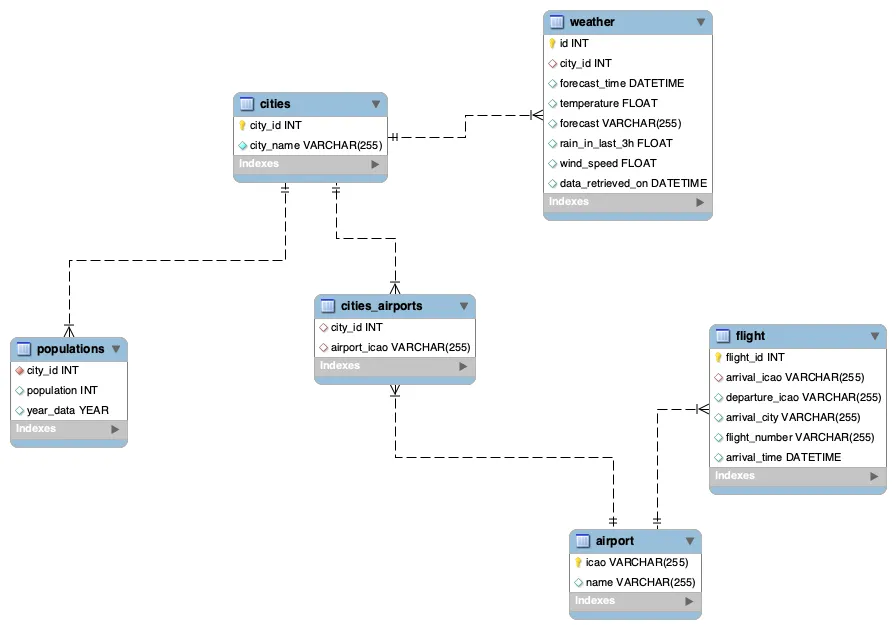 weather
id INT
city_id INT
forecast_time DATETIME
temperature FLOAT
forecast VARCHAR(255)
rain_in_last_3h FLOAT
wind_speed FLOAT
data_retrieved_on DATETIME
Indexes
cities
city_id INT
city_name VARCHAR(255)
Indexes
cities_airports
city_id INT
airport_icao VARCHAR(255)
Indexes
populations
city_id INT
population INT
year_data YEAR
Indexes
flight
flight_id INT
arrival_icao VARCHAR(255)
departure_icao VARCHAR(255)
arrival_city VARCHAR(255)
flight_number VARCHAR(255)
arrival_time DATETIME
Indexes
airport
icao VARCHAR(255)
name VARCHAR(255)
Indexes